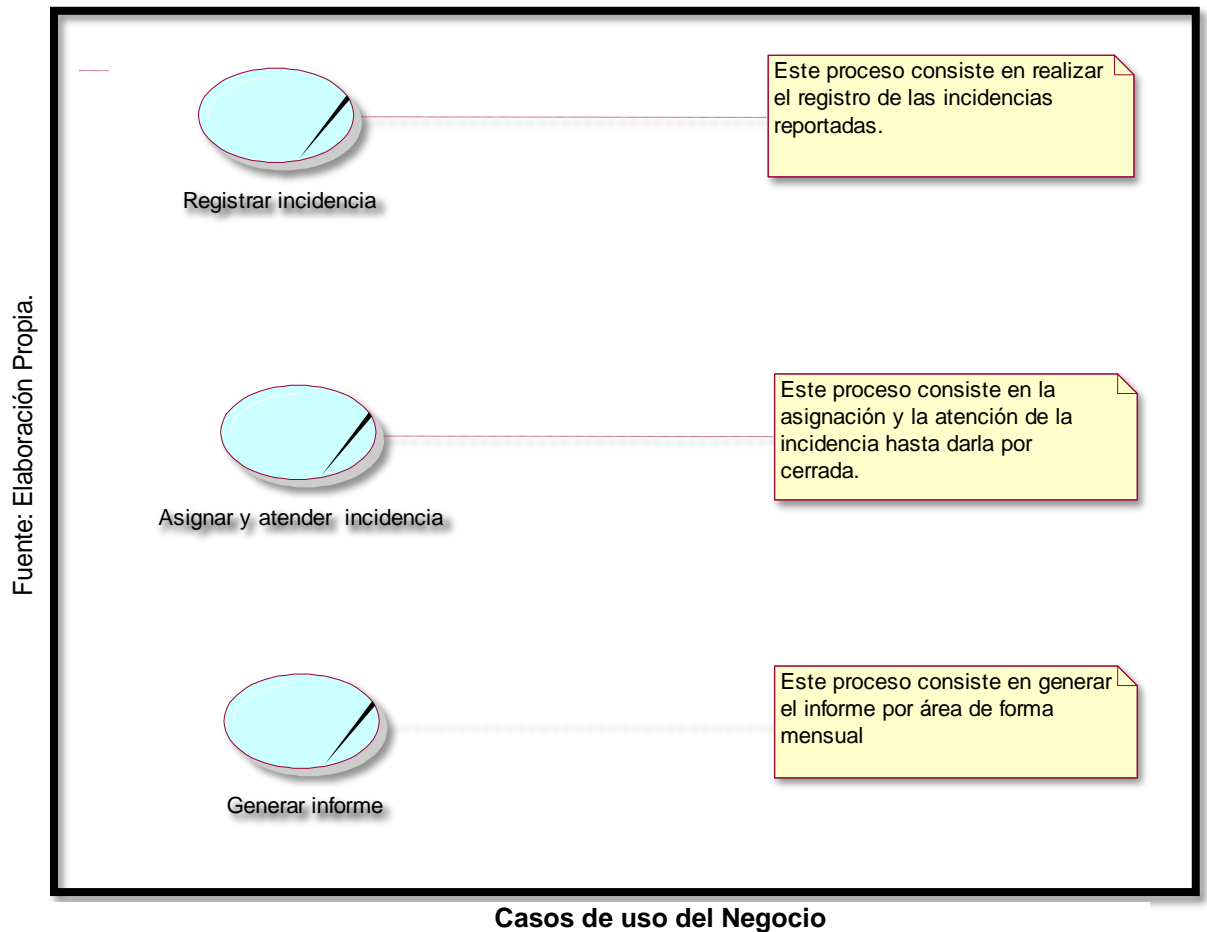 Este proceso consiste en realizar
el registro de las incidencias
reportadas.
Registrar incidencia
Este proceso consiste en la
asignación y la atención de la
incidencia hasta darla por
cerrada.
Asignar y atender  incidencia
Este proceso consiste en generar
el informe por área de forma
mensual
Generar informe
Fuente: Elaboración Propia.
Casos de uso del Negocio